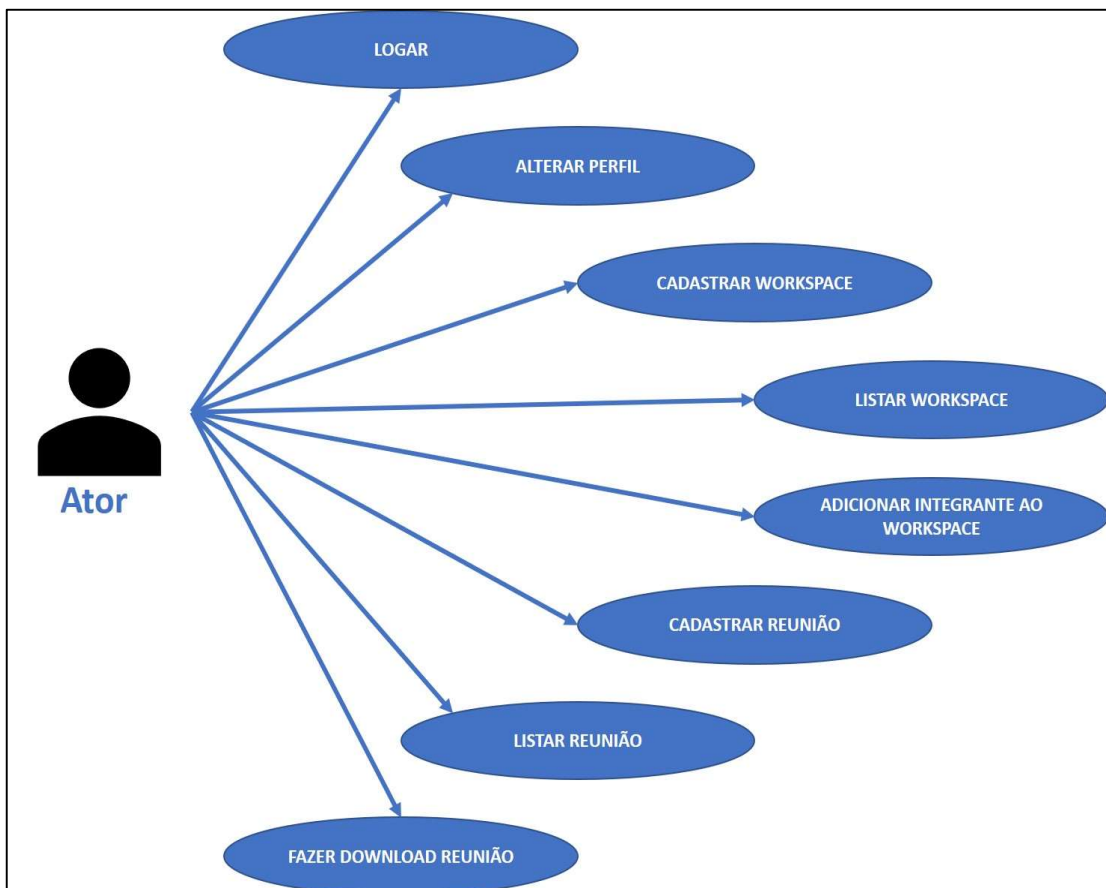 LOGAR
ALTERAR PERFIL
CADASTRAR WORKSPACE
LISTAR WORKSPACE
Ator
ADICIONAR INTEGRANTE AO
WORKSPACE
CADASTRAR REUNIÃO
LISTAR REUNIÃO
FAZER DOWNLOAD REUNIÃO